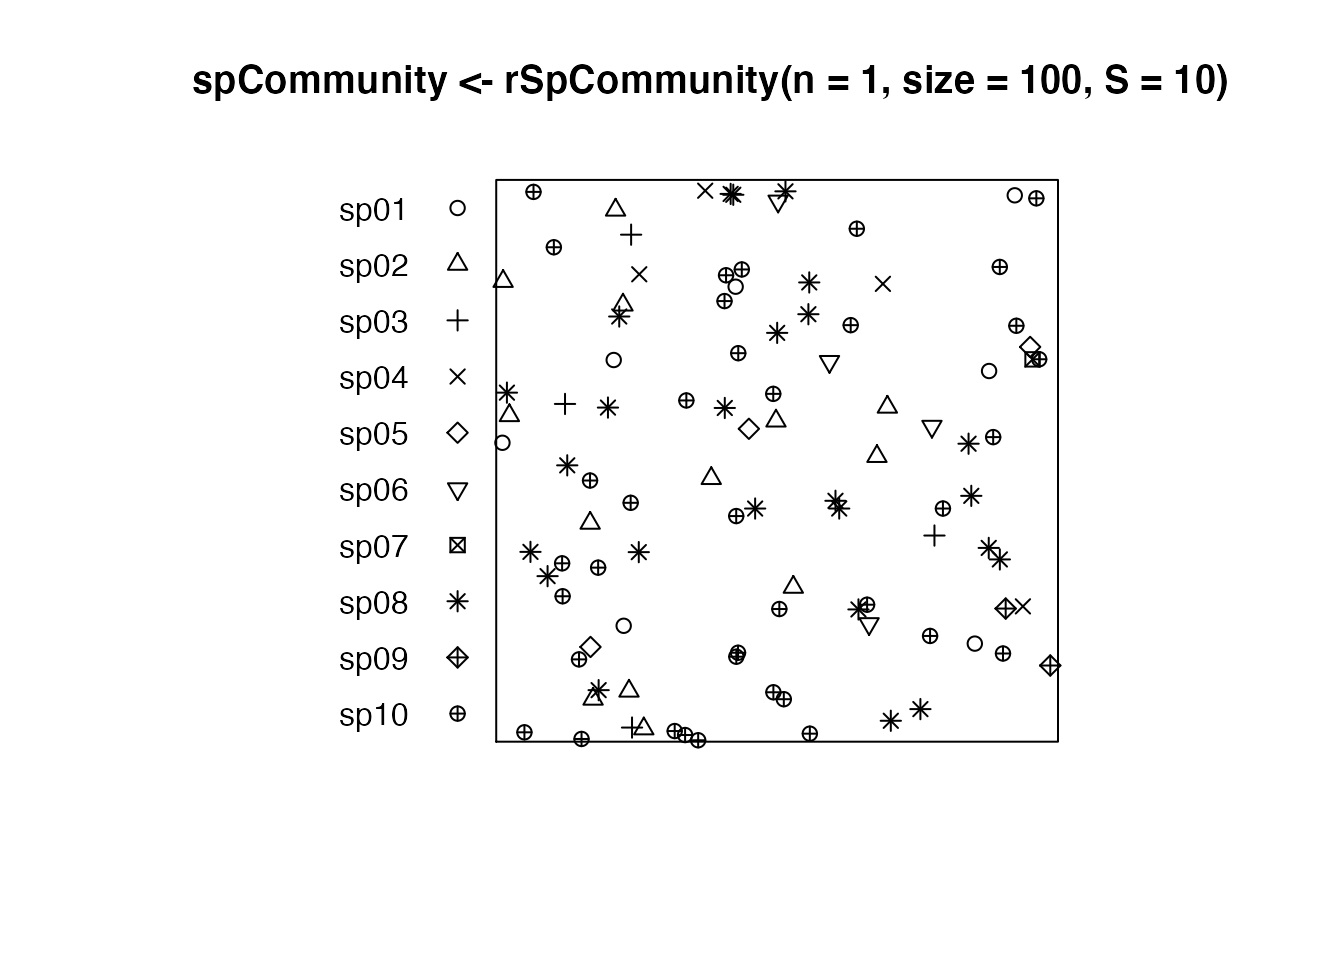 spCommunity <- rSpCommunity(n = 1, size = 100, S = 10)
sp01
sp02
sp03
sp04
sp05
sp06
sp07
sp08
sp09
sp10